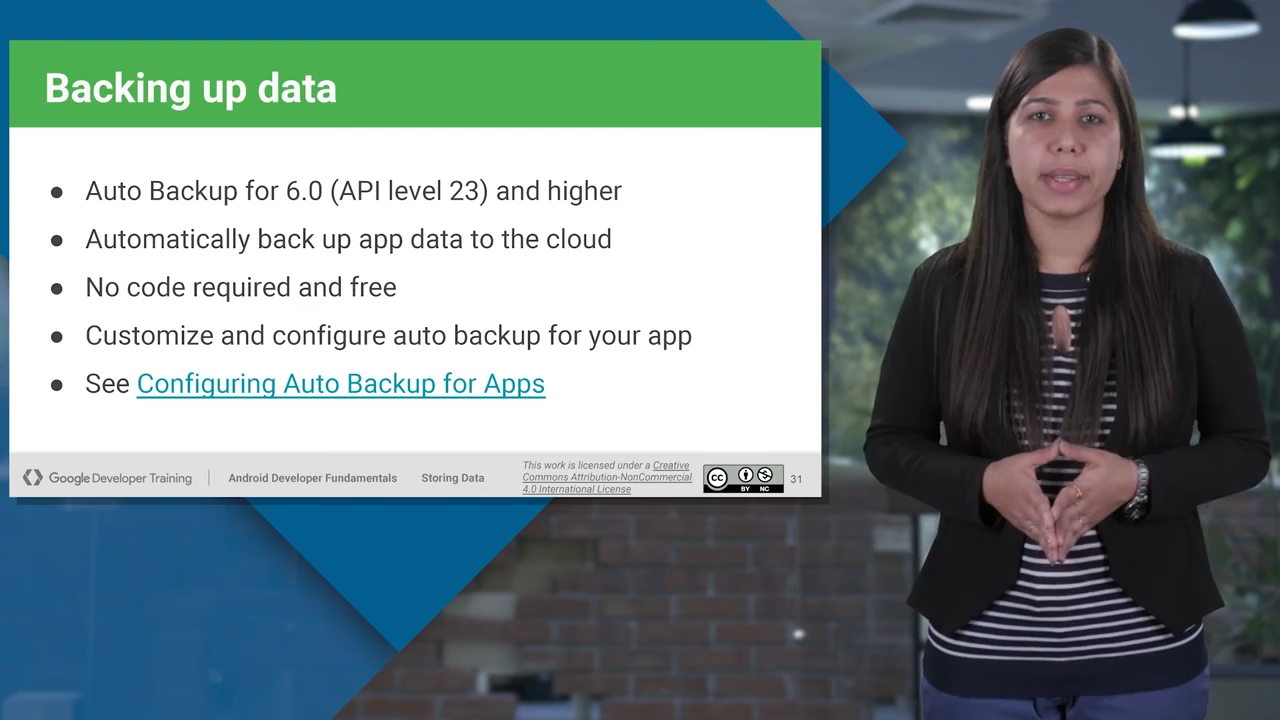 Backing up data
● Auto Backup for 6.0 (API level 23) and higher
● Automatically back up app data to the cloud
● No code required and free
● Customize and configure auto backup for your app
● See Configuring Auto Backup for Apps
Google Developer Training
Android Developer Fundamentals
Storing Data
This work is licensed under a Creative
Commons Attribution-NonCommercial
4.0 International License
cc
BY NC
31